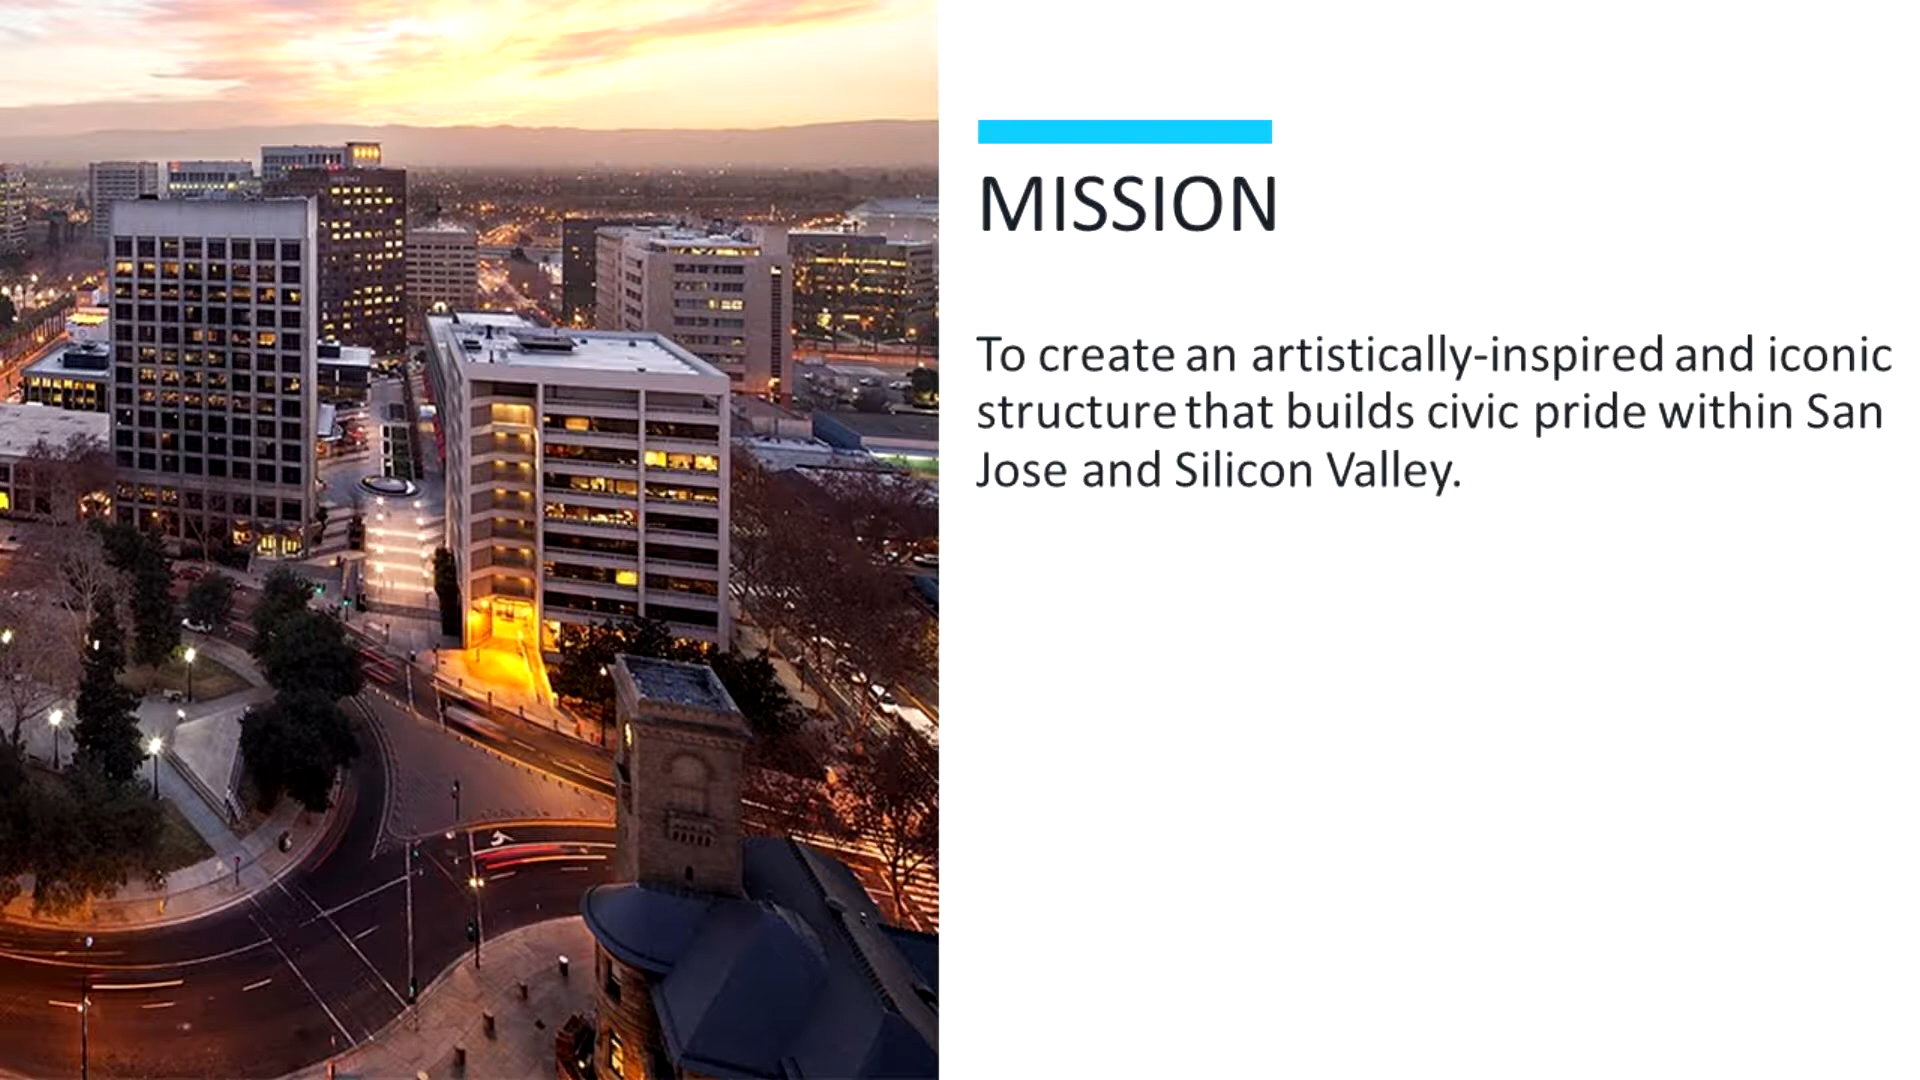 MISSION
To create an artistically-inspired and iconic
structure that builds civic pride within San
Jose and Silicon Valley.